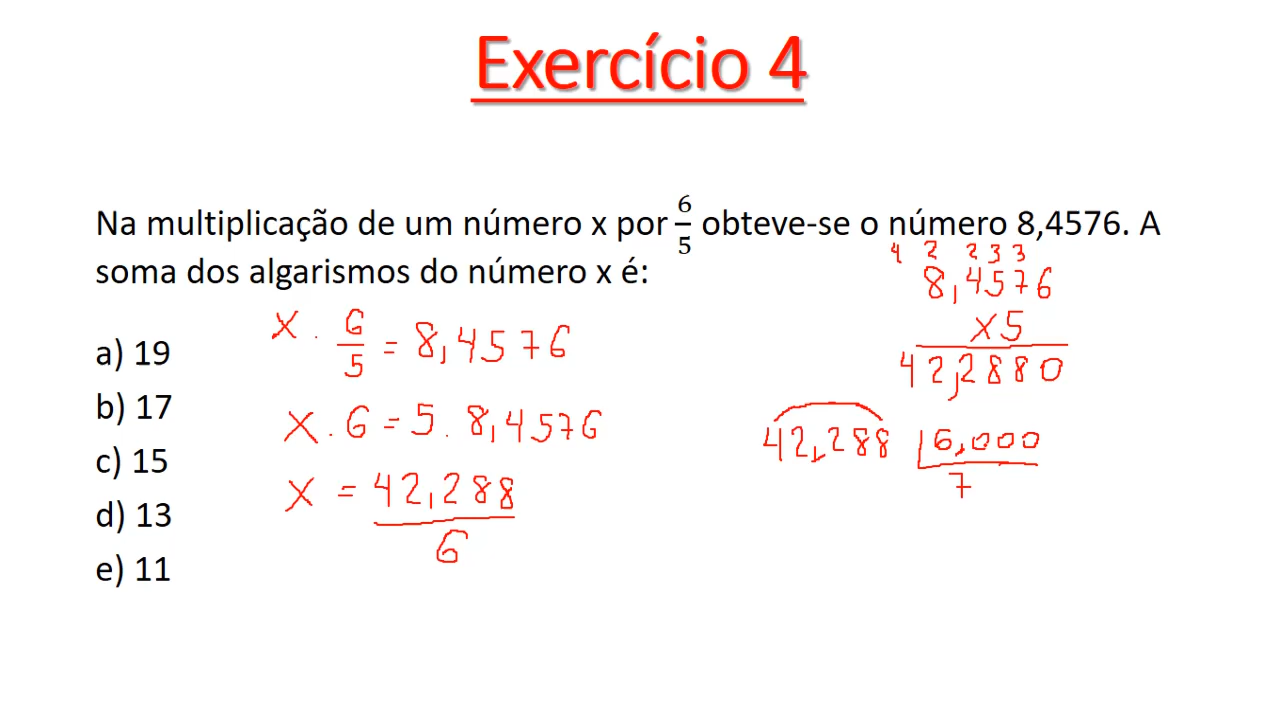 Exercício 4
Na multiplicação de um número x por 6/5 obteve-se o número 8,4576. A
soma dos algarismos do número x é:
a) 19
b) 17
c) 15
d) 13
e) 11
x . 6/5 = 8,4576
x . 6 = 5 . 8,4576
x = 42,288
6
4 2 2 3 3
8,4576
x 5
42,2880
42,288 6,000
7